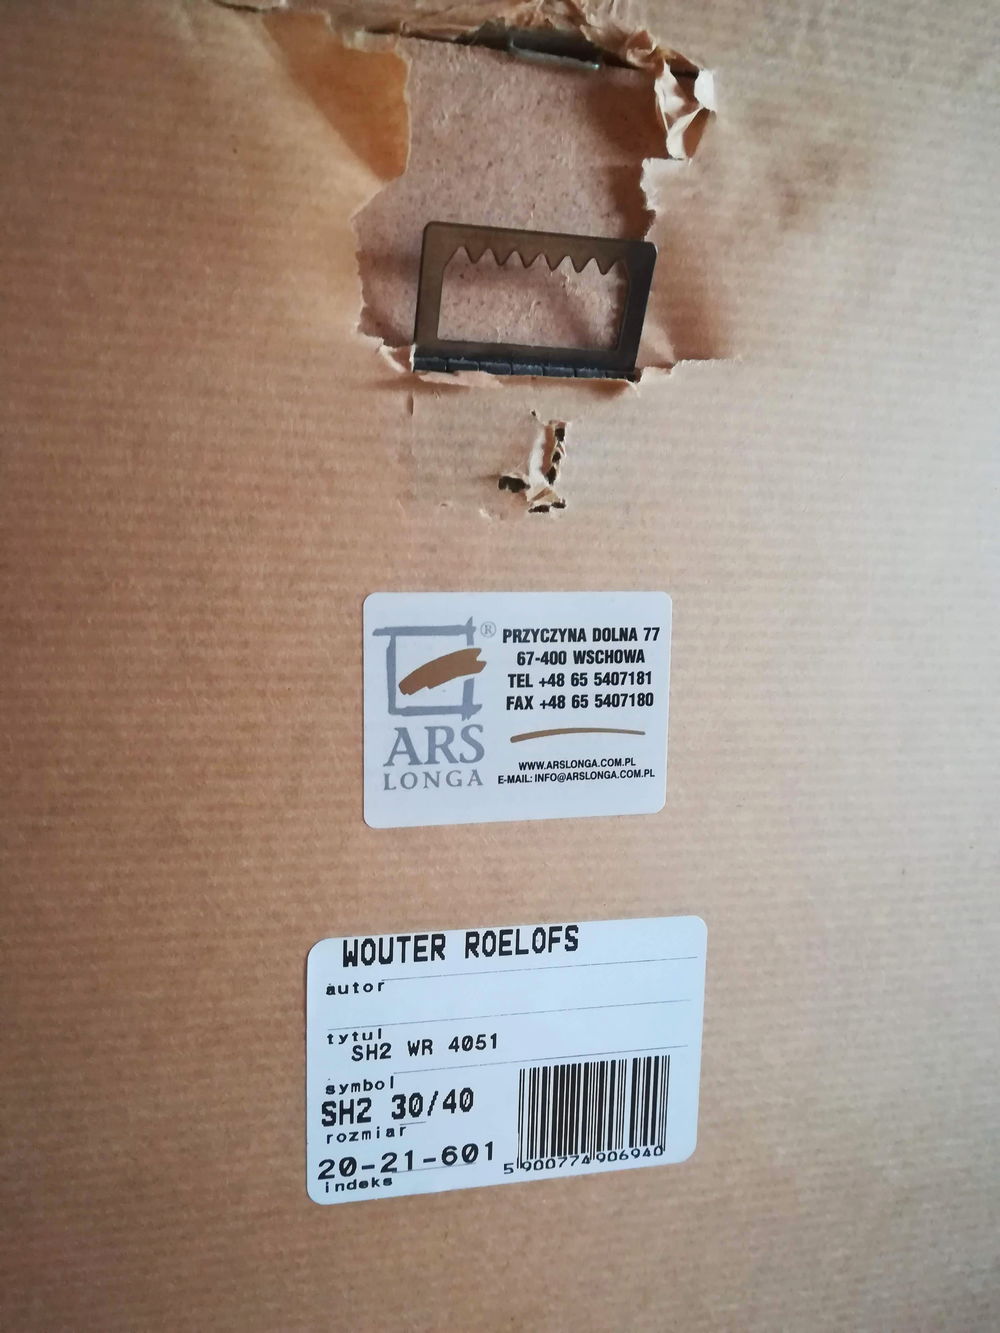 ®
ARS
LONGA
PRZYCZYNA DOLNA 77
67-400 WSCHOWA
TEL +48 65 5407181
FAX +48 65 5407180
WWW.ARSLONGA.COM.PL
E-MAIL: INFO@ARSLONGA.COM.PL
WOUTER ROELOFS
autor
tytul
SH2 WR 4051
symbol
SH2 30/40
rozmiar
20-21-601
indeks
5 900774 906940